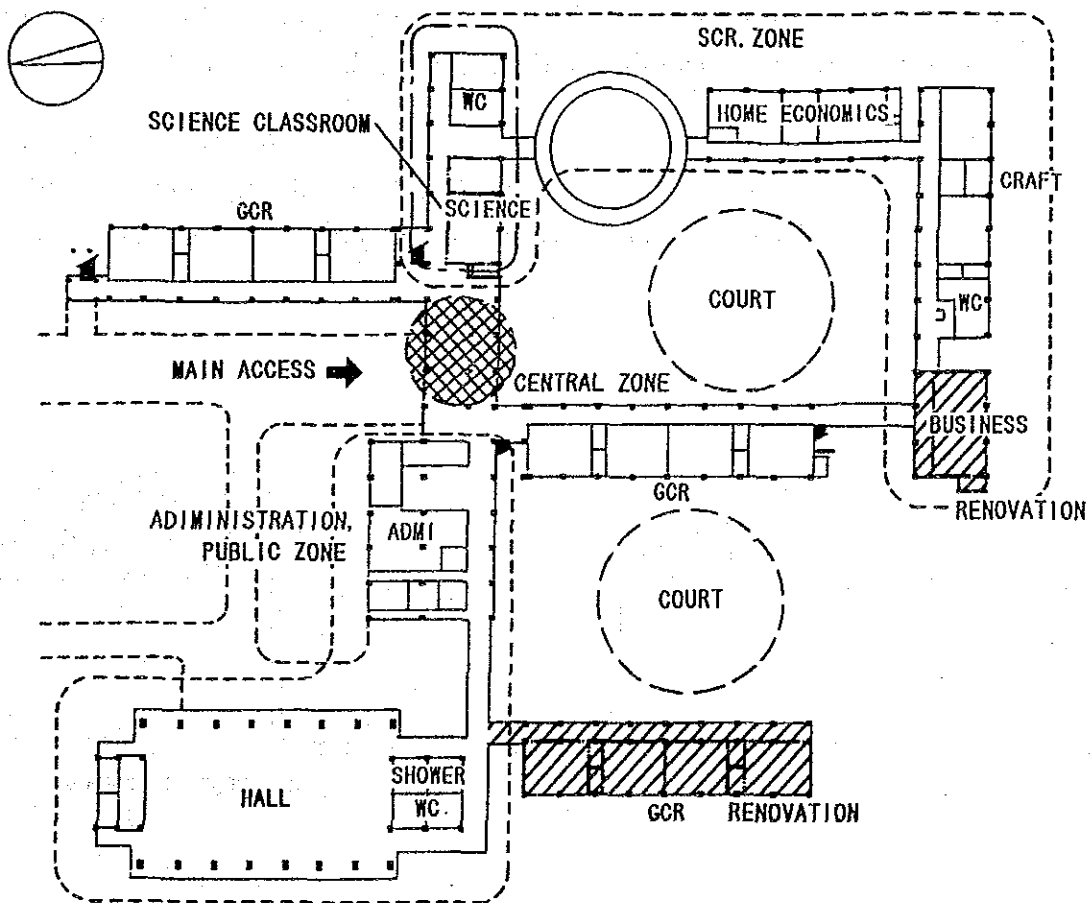 SCR. ZONE
WC
HOME ECONOMICS
SCIENCE CLASSROOM
CRAFT
SCIENCE
GCR
COURT
WC
MAIN ACCESS
CENTRAL ZONE
BUSINESS
GCR
RENOVATION
ADIMINISTRATION,
PUBLIC ZONE
ADMI
COURT
SHOWER
WC.
HALL
GCR
RENOVATION